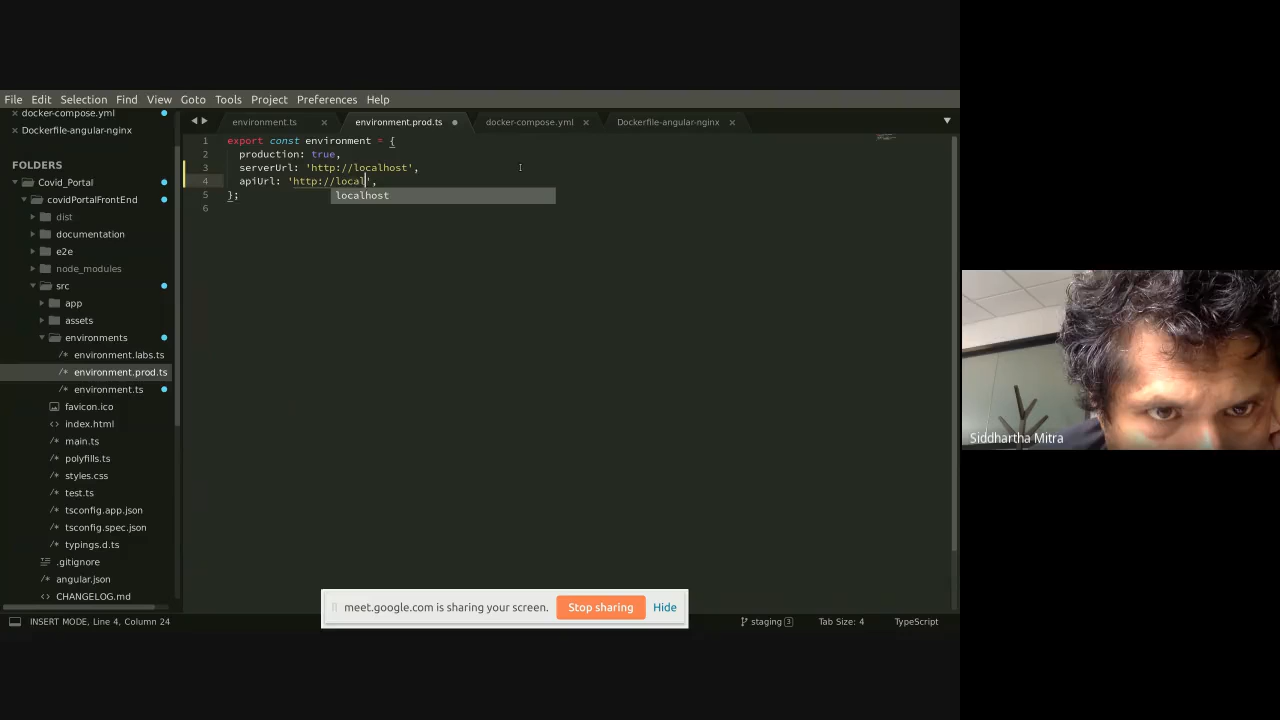 File Edit Selection Find View Goto Tools Project Preferences Help
docker-compose.yml
Dockerfile-angular-nginx
FOLDERS
Covid_Portal
covidPortalFrontEnd
dist
documentation
e2e
node_modules
src
app
assets
environments
environment.labs.ts
environment.prod.ts
environment.ts
favicon.ico
index.html
main.ts
polyfills.ts
styles.css
test.ts
tsconfig.app.json
tsconfig.spec.json
typings.d.ts
.gitignore
angular.json
CHANGELOG.md
environment.ts environment.prod.ts docker-compose.yml Dockerfile-angular-nginx
1 export const environment = {
2 production: true,
3 serverUrl: 'http://localhost',
4 apiUrl: 'http://local',
localhost
5 };
6
meet.google.com is sharing your screen. Stop sharing Hide
INSERT MODE, Line 4, Column 24 staging 3 Tab Size: 4 TypeScript
Siddhartha Mitra